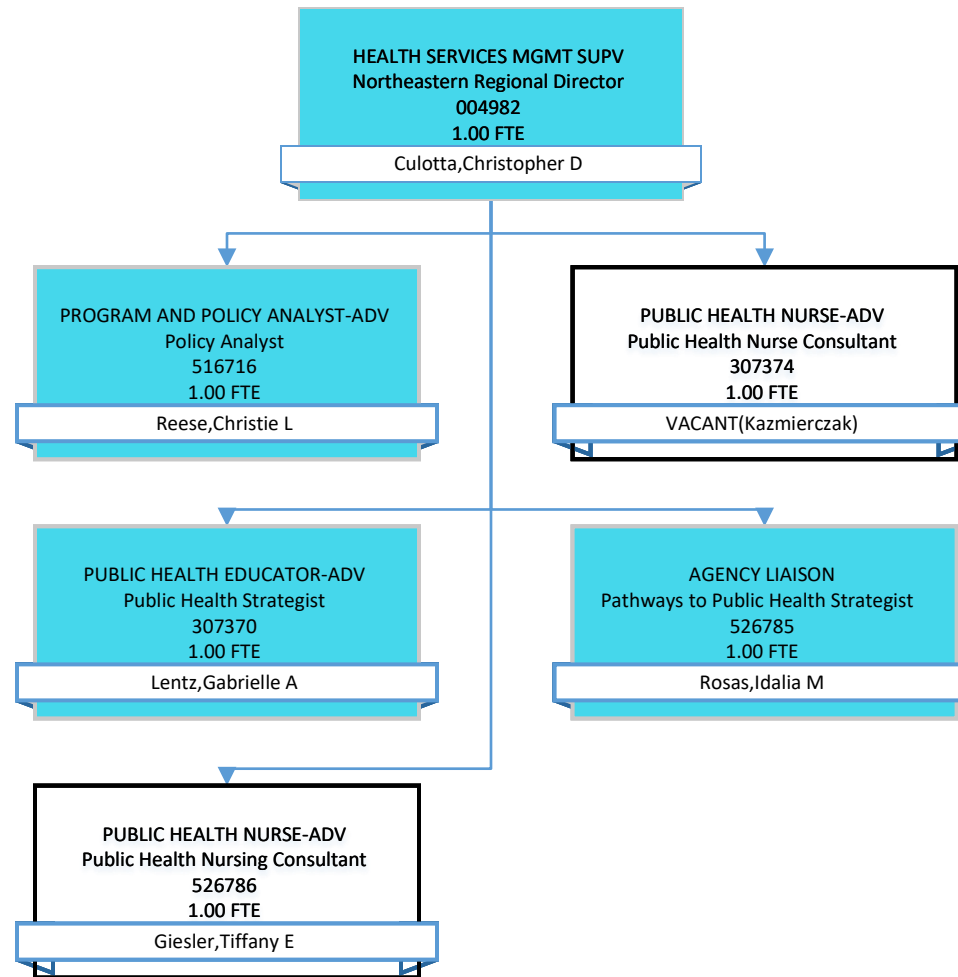 HEALTH SERVICES MGMT SUPV
Northeastern Regional Director
004982
1.00 FTE
Culotta,Christopher D
PROGRAM AND POLICY ANALYST-ADV
Policy Analyst
516716
1.00 FTE
Reese,Christie L
PUBLIC HEALTH NURSE-ADV
Public Health Nurse Consultant
307374
1.00 FTE
VACANT(Kazmierczak)
PUBLIC HEALTH EDUCATOR-ADV
Public Health Strategist
307370
1.00 FTE
Lentz,Gabrielle A
AGENCY LIAISON
Pathways to Public Health Strategist
526785
1.00 FTE
Rosas,Idalia M
PUBLIC HEALTH NURSE-ADV
Public Health Nursing Consultant
526786
1.00 FTE
Giesler,Tiffany E